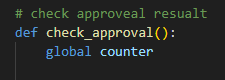 # check approveal resualt
def check_approval():
    global counter